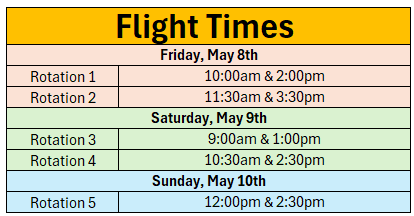 Flight Times
Friday, May 8th
Rotation 1 10:00am & 2:00pm
Rotation 2 11:30am & 3:30pm
Saturday, May 9th
Rotation 3 9:00am & 1:00pm
Rotation 4 10:30am & 2:30pm
Sunday, May 10th
Rotation 5 12:00pm & 2:30pm